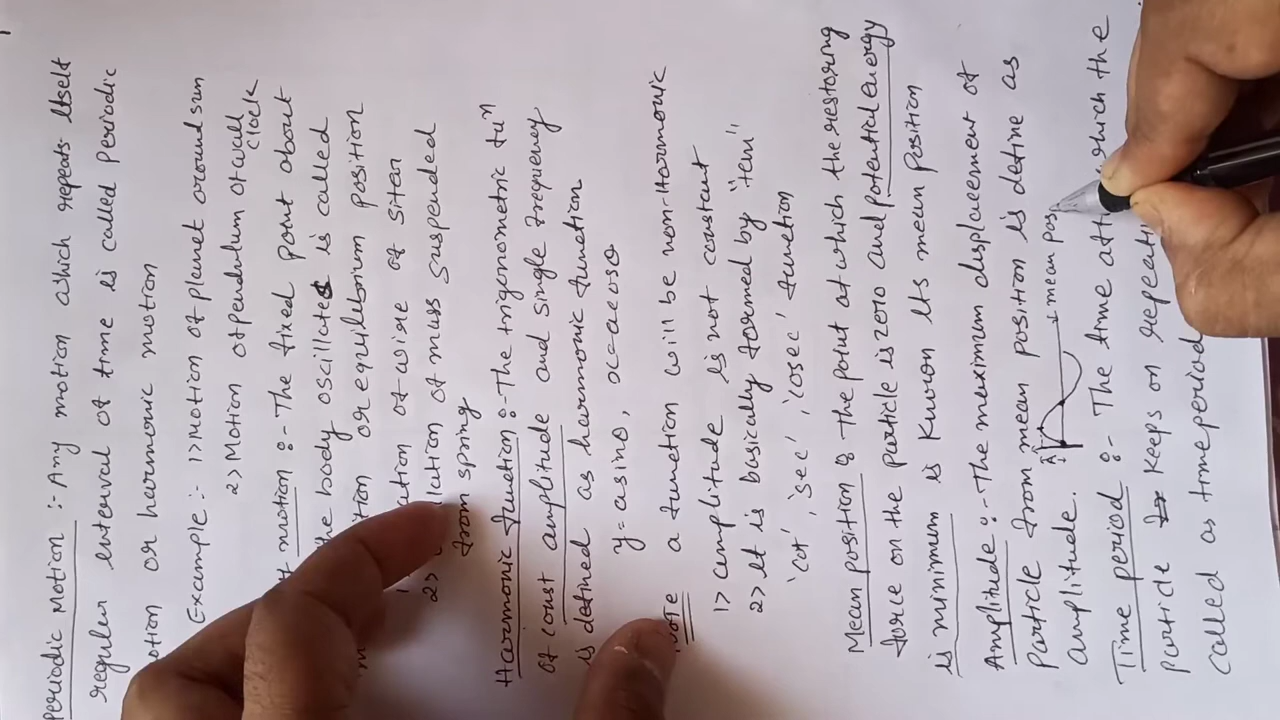 Periodic Motion :- Any motion which repeats itself
regular interval of time is called periodic
otion or harmonic motion
Example :- 1> Motion of planet around sun
2> Motion of pendulum of wall
clock
motion :- The fixed point about
the body oscillates is called
ition or equilibrium position
of wire of sitar
2> of mass suspended
from spring
Harmonic function :- The trigonometric fuⁿ
of const amplitude and single frequency
is defined as harmonic function
y = a sinθ, x = a cosθ
Note a function will be non-Harmonic
1> amplitude is not constant
2> It is basically formed by "tan"
'cot', 'sec', 'cosec' function
Mean position : The point at which the restoring
force on the particle is zero and potential energy
is minimum is known its mean position
Amplitude :- The maximum displacement of
particle from mean position is define as
amplitude.
A → mean pos
Time period :- The time which the
particle keeps on
called as time period